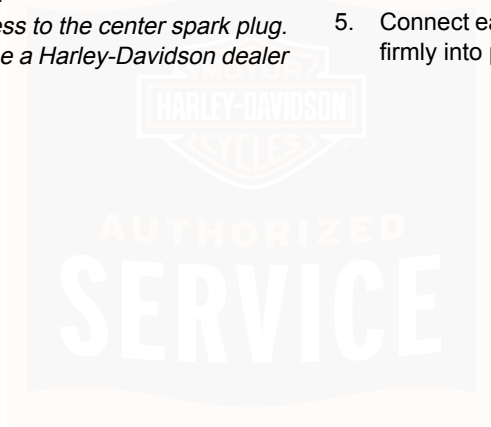 ess to the center spark plug.
e a Harley-Davidson dealer
5. Connect ea
firmly into
MOTOR
HARLEY-DAVIDSON
CYCLES
AUTHORIZED
SERVICE